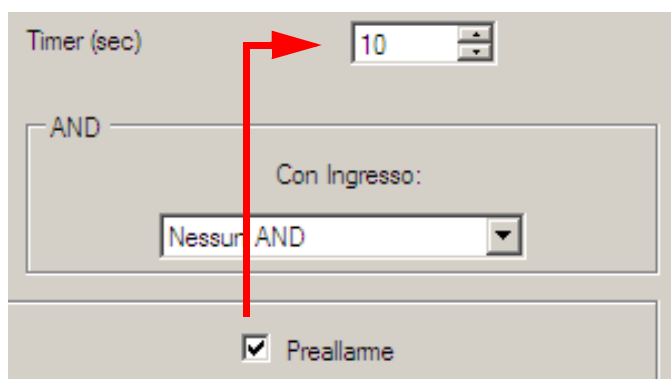 Timer (sec) 10
AND
Con Ingresso:
Nessun AND
Preallarme